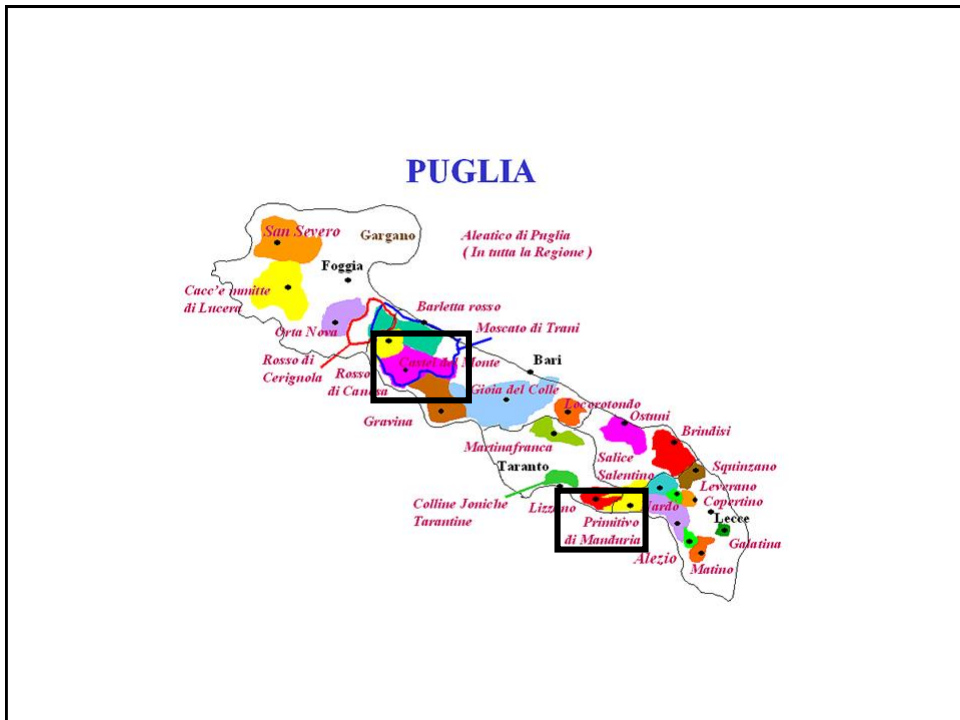 PUGLIA
San Severo
Gargano
Aleatico di Puglia
( In tutta la Regione )
Foggia
Cacc'e mmitte
di Lucera
Barletta rosso
Orta Nova
Moscato di Trani
Rosso di
Cerignola
Rosso
di Canosa
Castel del Monte
Bari
Gioia del Colle
Locorotondo
Gravina
Ostuni
Martinafranca
Brindisi
Taranto
Salice
Salentino
Squinzano
Leverano
Colline Joniche
Tarantine
Lizzano
Copertino
Nardo
Primitivo
di Manduria
Lecce
Galatina
Alezio
Matino